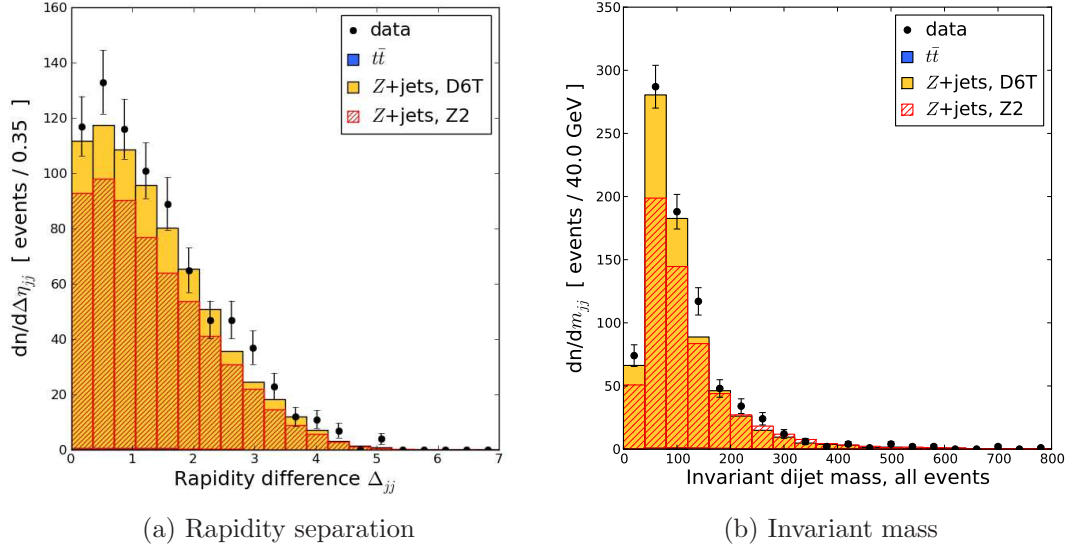 data
tt̄
Z+jets, D6T
Z+jets, Z2
160
140
120
100
80
60
40
20
0
dn/dΔη_jj [ events / 0.35 ]
0 1 2 3 4 5 6 7
Rapidity difference Δ_jj
(a) Rapidity separation
data
tt̄
Z+jets, D6T
Z+jets, Z2
350
300
250
200
150
100
50
0
dn/dm_jj [ events / 40.0 GeV ]
0 100 200 300 400 500 600 700 800
Invariant dijet mass, all events
(b) Invariant mass